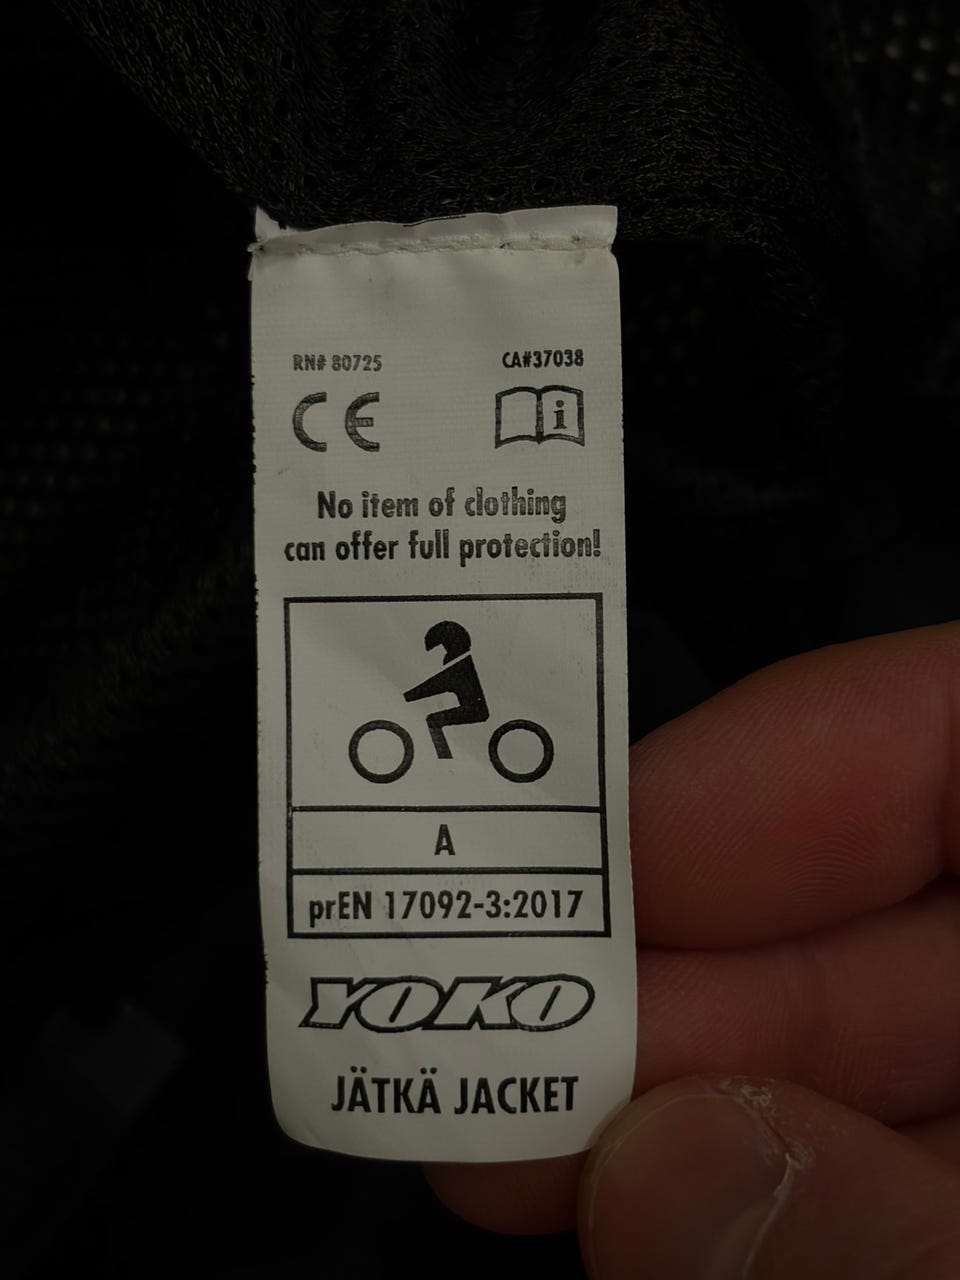 RN# 80725 CA#37038
CE i
No item of clothing
can offer full protection!
A
prEN 17092-3:2017
YOKO
JÄTKÄ JACKET